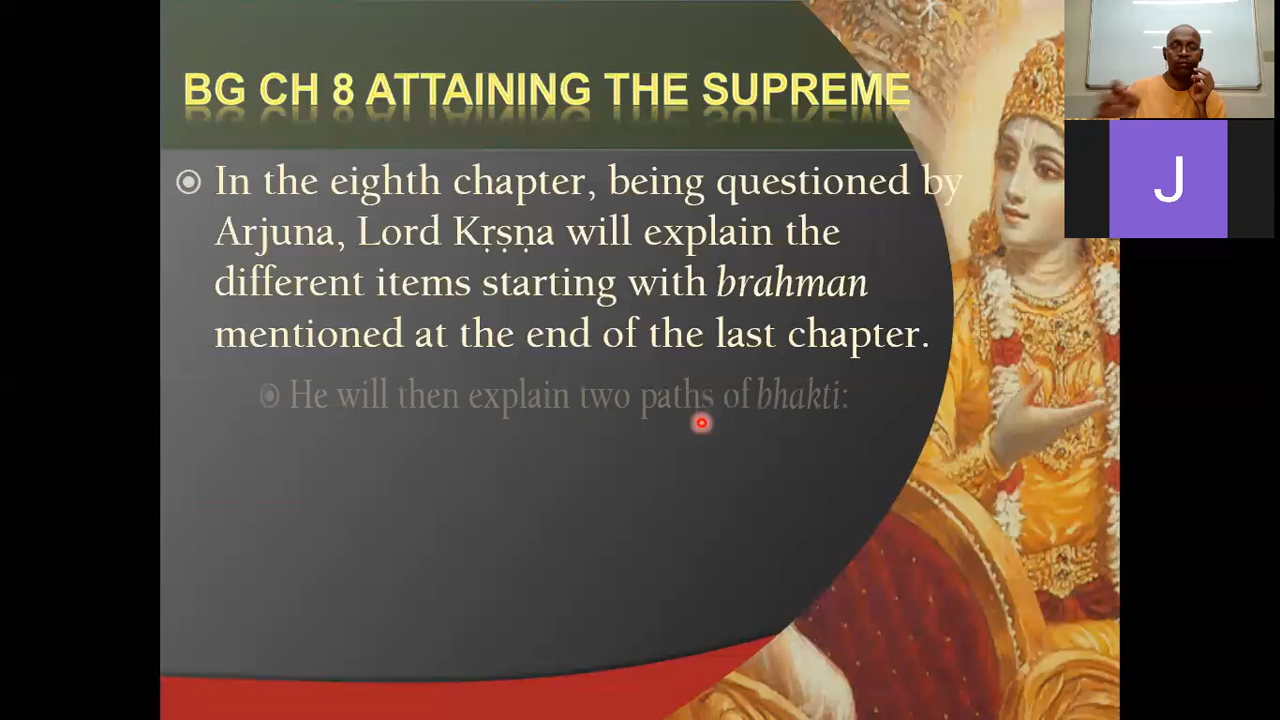 BG CH 8 ATTAINING THE SUPREME
In the eighth chapter, being questioned by
Arjuna, Lord Kṛṣṇa will explain the
different items starting with brahman
mentioned at the end of the last chapter.
He will then explain two paths of bhakti:
J